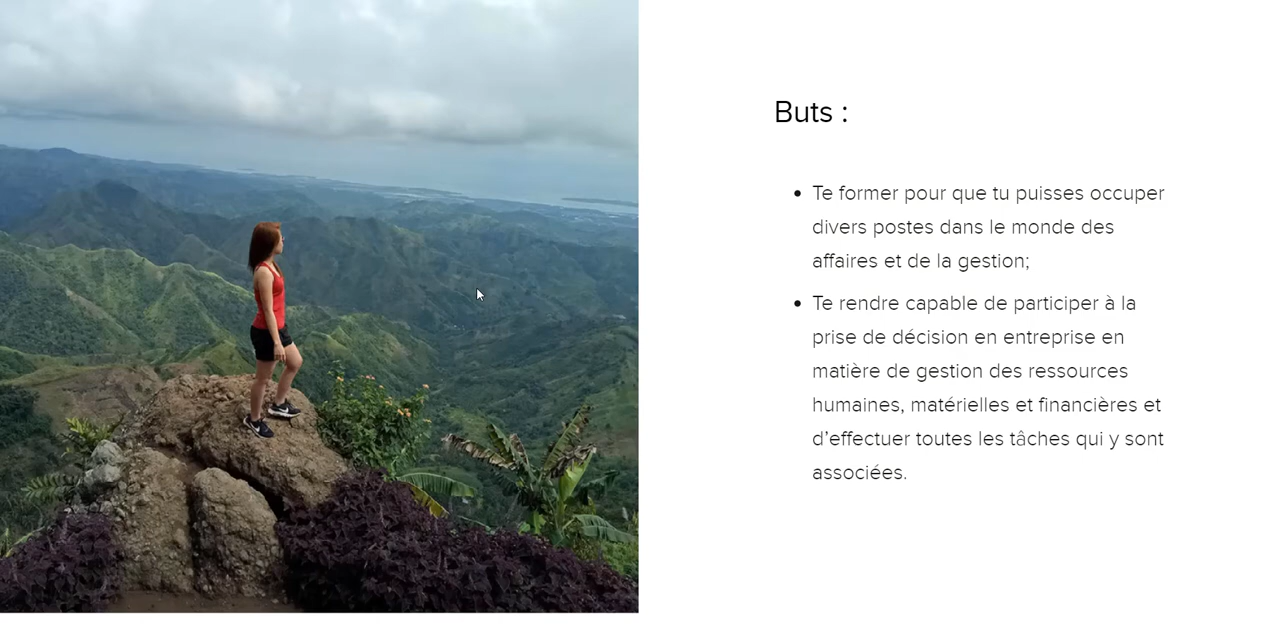 Buts :
• Te former pour que tu puisses occuper
divers postes dans le monde des
affaires et de la gestion;
• Te rendre capable de participer à la
prise de décision en entreprise en
matière de gestion des ressources
humaines, matérielles et financières et
d’effectuer toutes les tâches qui y sont
associées.